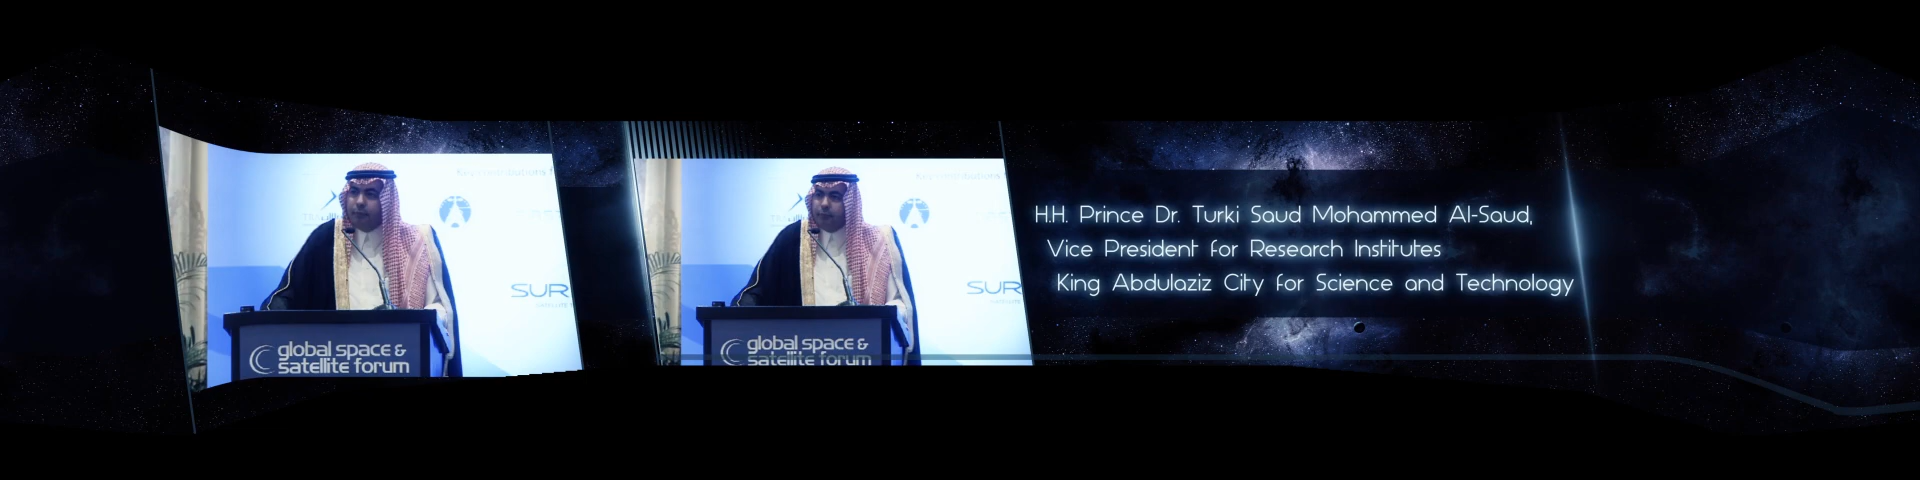 global space &
satellite forum
SUR
global space &
satellite forum
SUR
H.H. Prince Dr. Turki Saud Mohammed Al-Saud,
Vice President for Research Institutes
King Abdulaziz City for Science and Technology